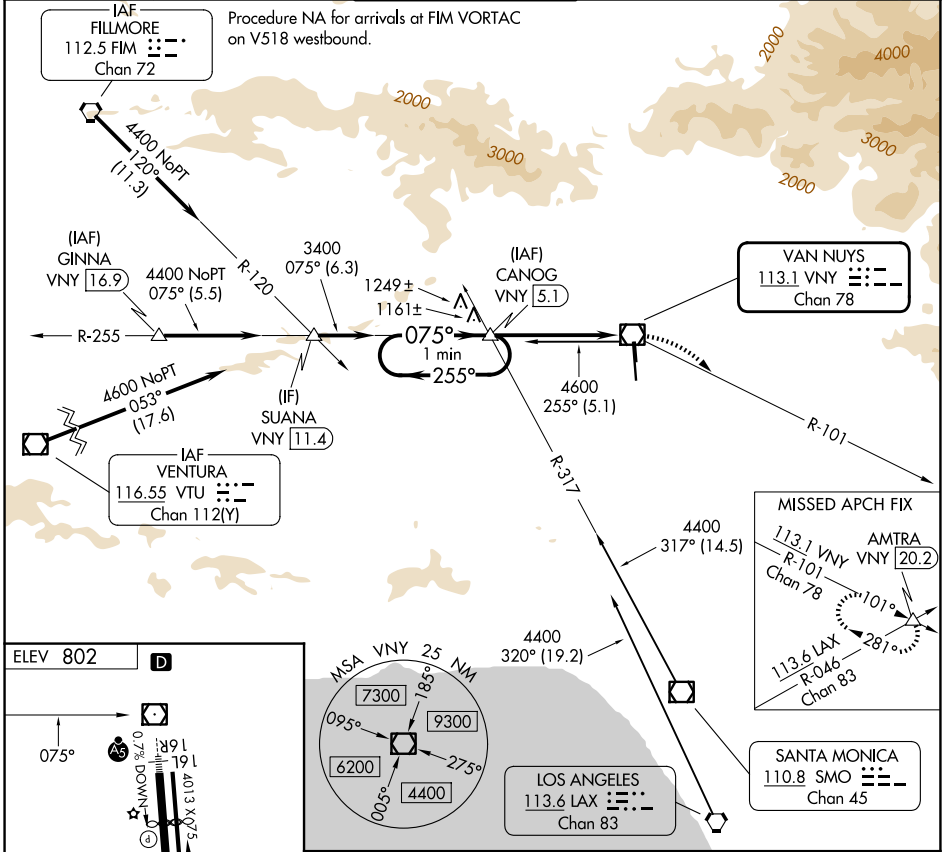 IAF
FILLMORE
112.5 FIM
Chan 72
Procedure NA for arrivals at FIM VORTAC
on V518 westbound.
2000
4000
2000
3000
3000
2000
4400 NoPT
120°
(11.3)
R-120
(IAF)
GINNA
VNY 16.9
4400 NoPT
075° (5.5)
3400
075° (6.3)
1249±
1161±
(IAF)
CANOG
VNY 5.1
VAN NUYS
113.1 VNY
Chan 78
R-255
075°
1 min
255°
4600
255° (5.1)
4600 NoPT
053°
(17.6)
(IF)
SUANA
VNY 11.4
R-101
IAF
VENTURA
116.55 VTU
Chan 112(Y)
R-317
4400
317° (14.5)
MISSED APCH FIX
113.1 VNY
R-101
Chan 78
AMTRA
VNY 20.2
101°
281°
113.6 LAX
R-046
Chan 83
4400
320° (19.2)
ELEV 802
D
075°
A5
0.7% DOWN
16R
16L
4013 X 075
P
MSA VNY 25 NM
7300
185°
095°
9300
6200
275°
005°
4400
LOS ANGELES
113.6 LAX
Chan 83
SANTA MONICA
110.8 SMO
Chan 45